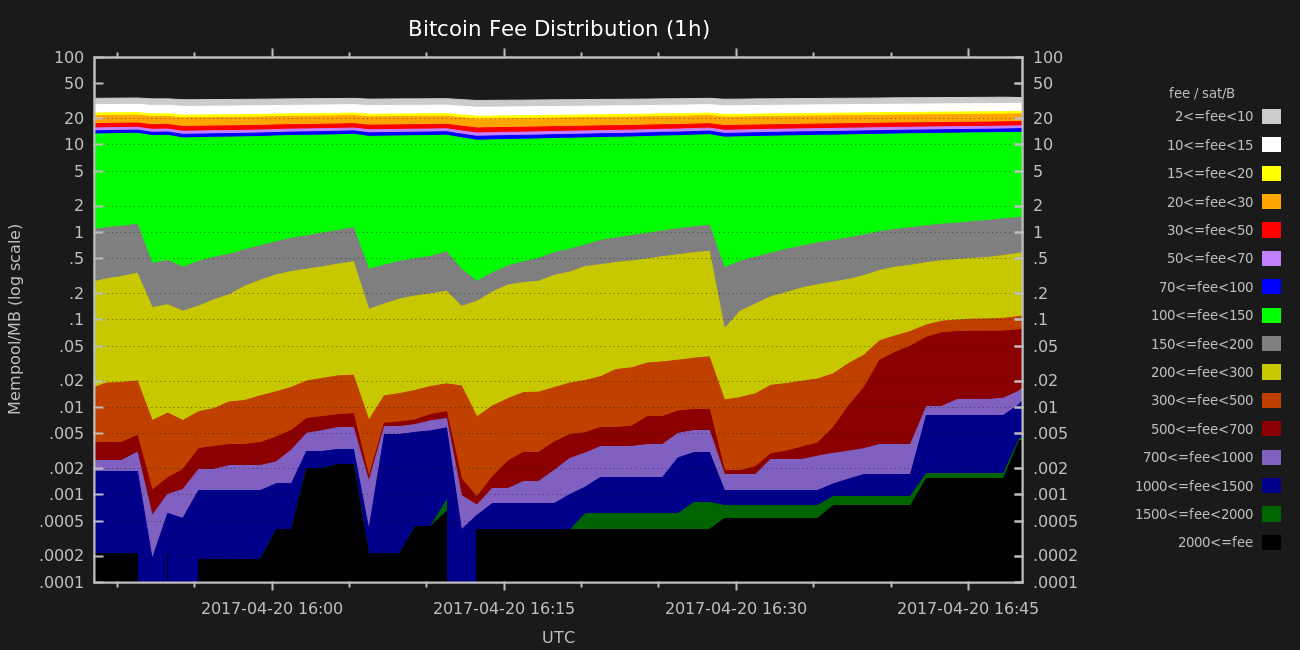 Bitcoin Fee Distribution (1h)
Mempool/MB (log scale)
100
50
20
10
5
2
1
.5
.2
.1
.05
.02
.01
.005
.002
.001
.0005
.0002
.0001
100
50
20
10
5
2
1
.5
.2
.1
.05
.02
.01
.005
.002
.001
.0005
.0002
.0001
2017-04-20 16:00
2017-04-20 16:15
2017-04-20 16:30
2017-04-20 16:45
UTC
fee / sat/B
2<=fee<10
10<=fee<15
15<=fee<20
20<=fee<30
30<=fee<50
50<=fee<70
70<=fee<100
100<=fee<150
150<=fee<200
200<=fee<300
300<=fee<500
500<=fee<700
700<=fee<1000
1000<=fee<1500
1500<=fee<2000
2000<=fee